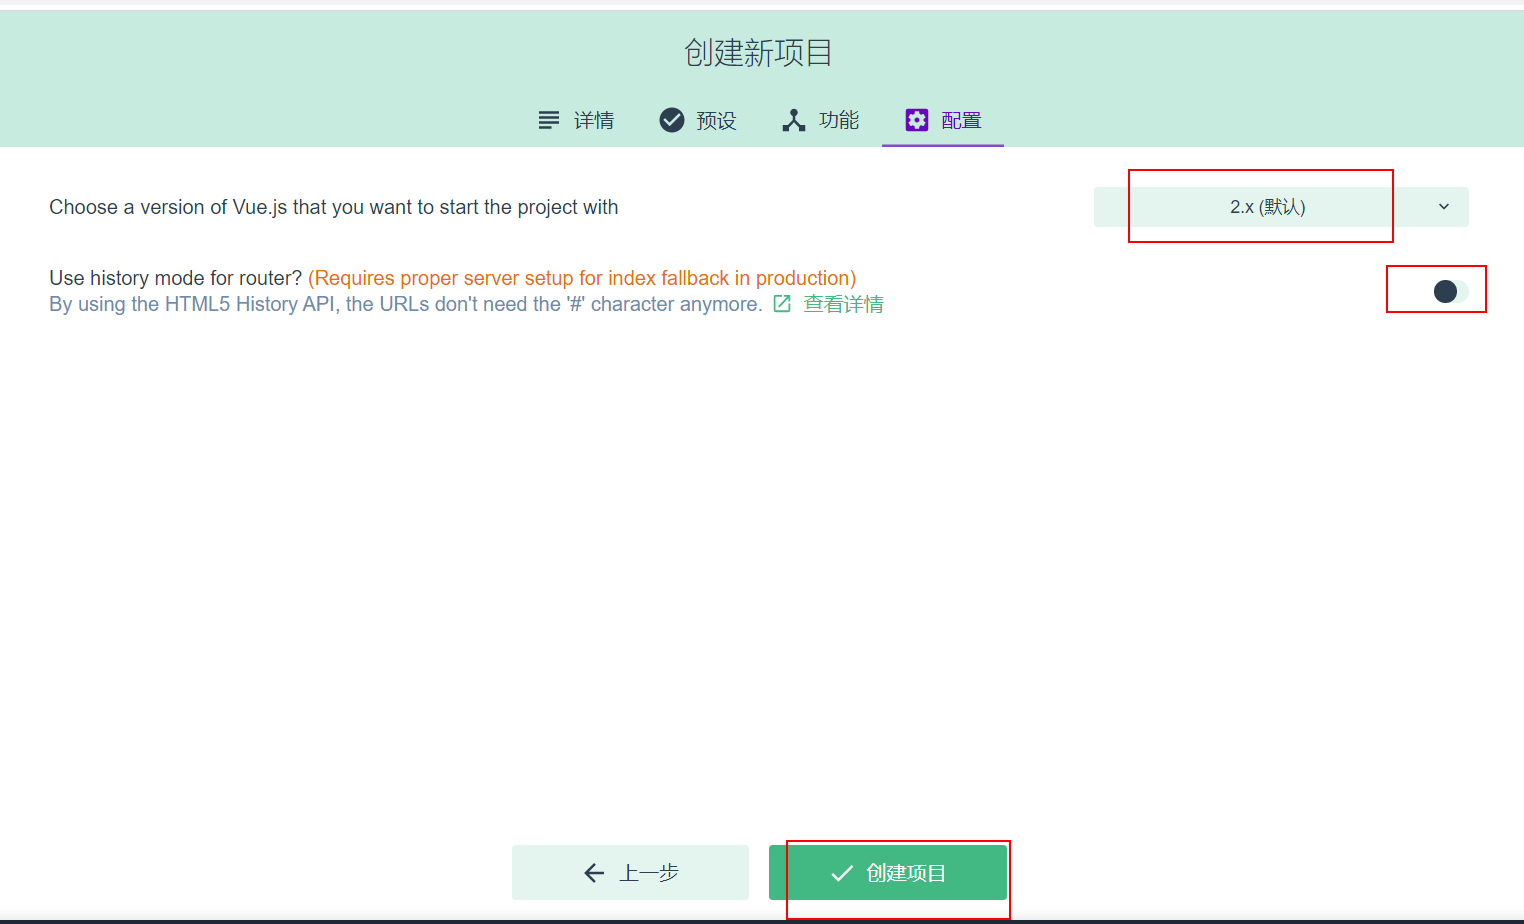 创建新项目
详情 预设 功能 配置
Choose a version of Vue.js that you want to start the project with 2.x (默认)
Use history mode for router? (Requires proper server setup for index fallback in production)
By using the HTML5 History API, the URLs don't need the '#' character anymore. 查看详情
上一步 创建项目